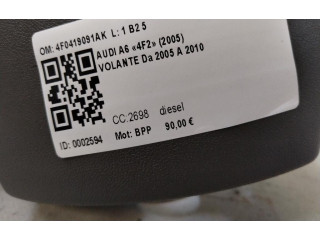 OM: 4F0419091AK L: 1 B2 5
AUDI A6 «4F2» (2005)
VOLANTE Da 2005 A 2010
CC:2698 diesel
Mot: BPP 90,00 €
ID: 0002594